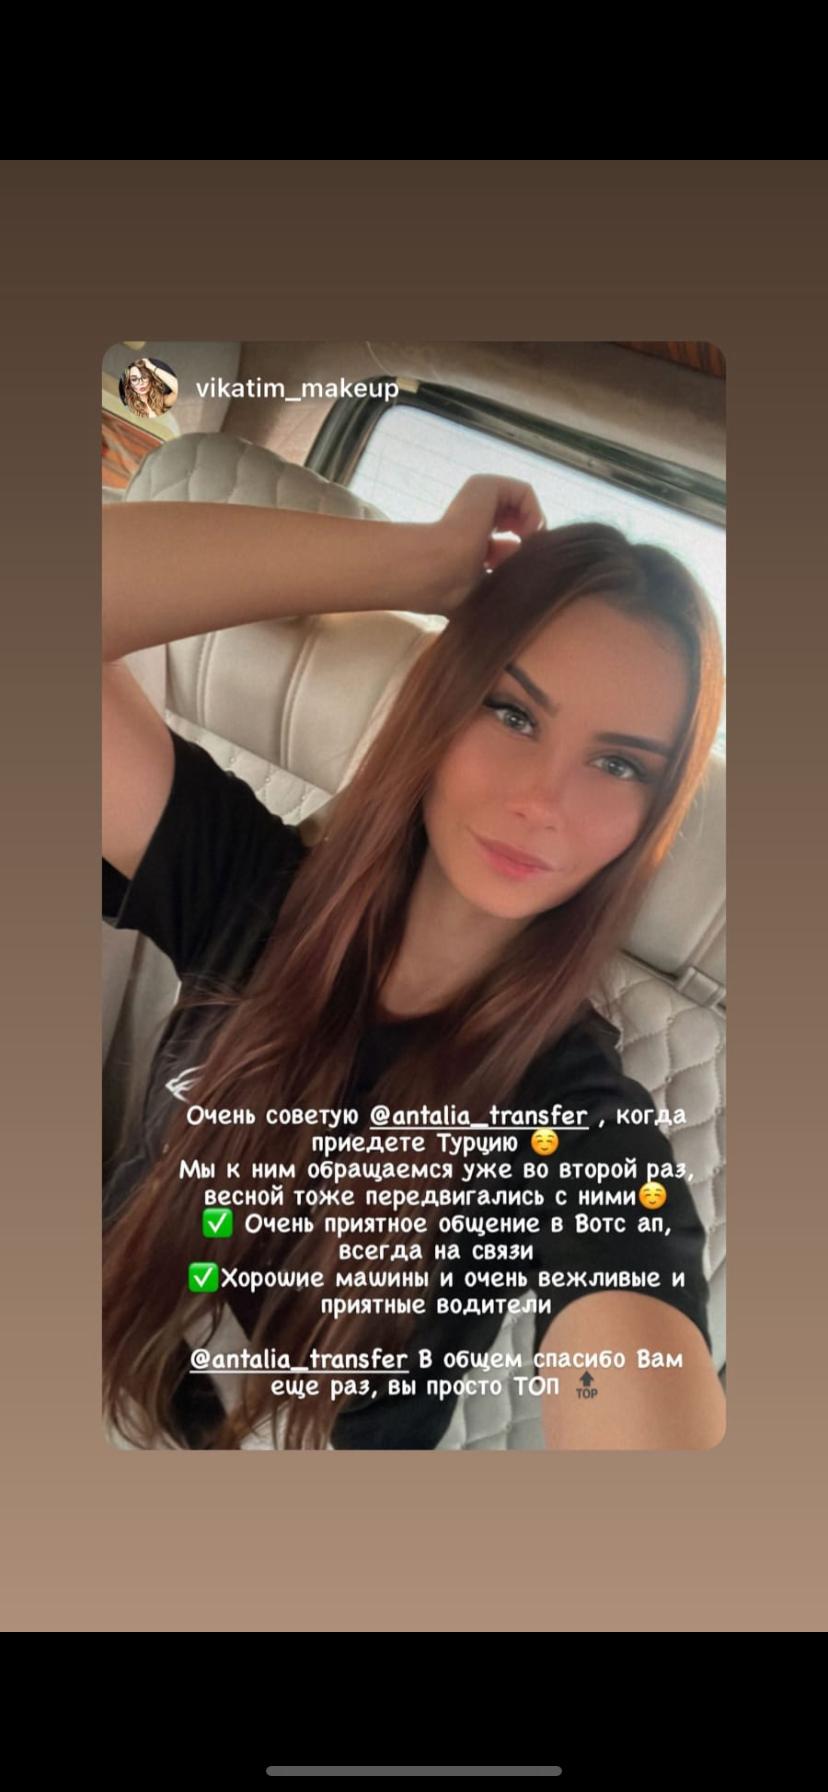 vikatim_makeup
Очень советую @antalia_transfer , когда
приедете Турцию ☺️
Мы к ним обращаемся уже во второй раз,
весной тоже передвигались с ними☺️
✅ Очень приятное общение в Вотс ап,
всегда на связи
✅Хорошие машины и очень вежливые и
приятные водители
@antalia_transfer В общем спасибо Вам
еще раз, вы просто ТОП 🔝